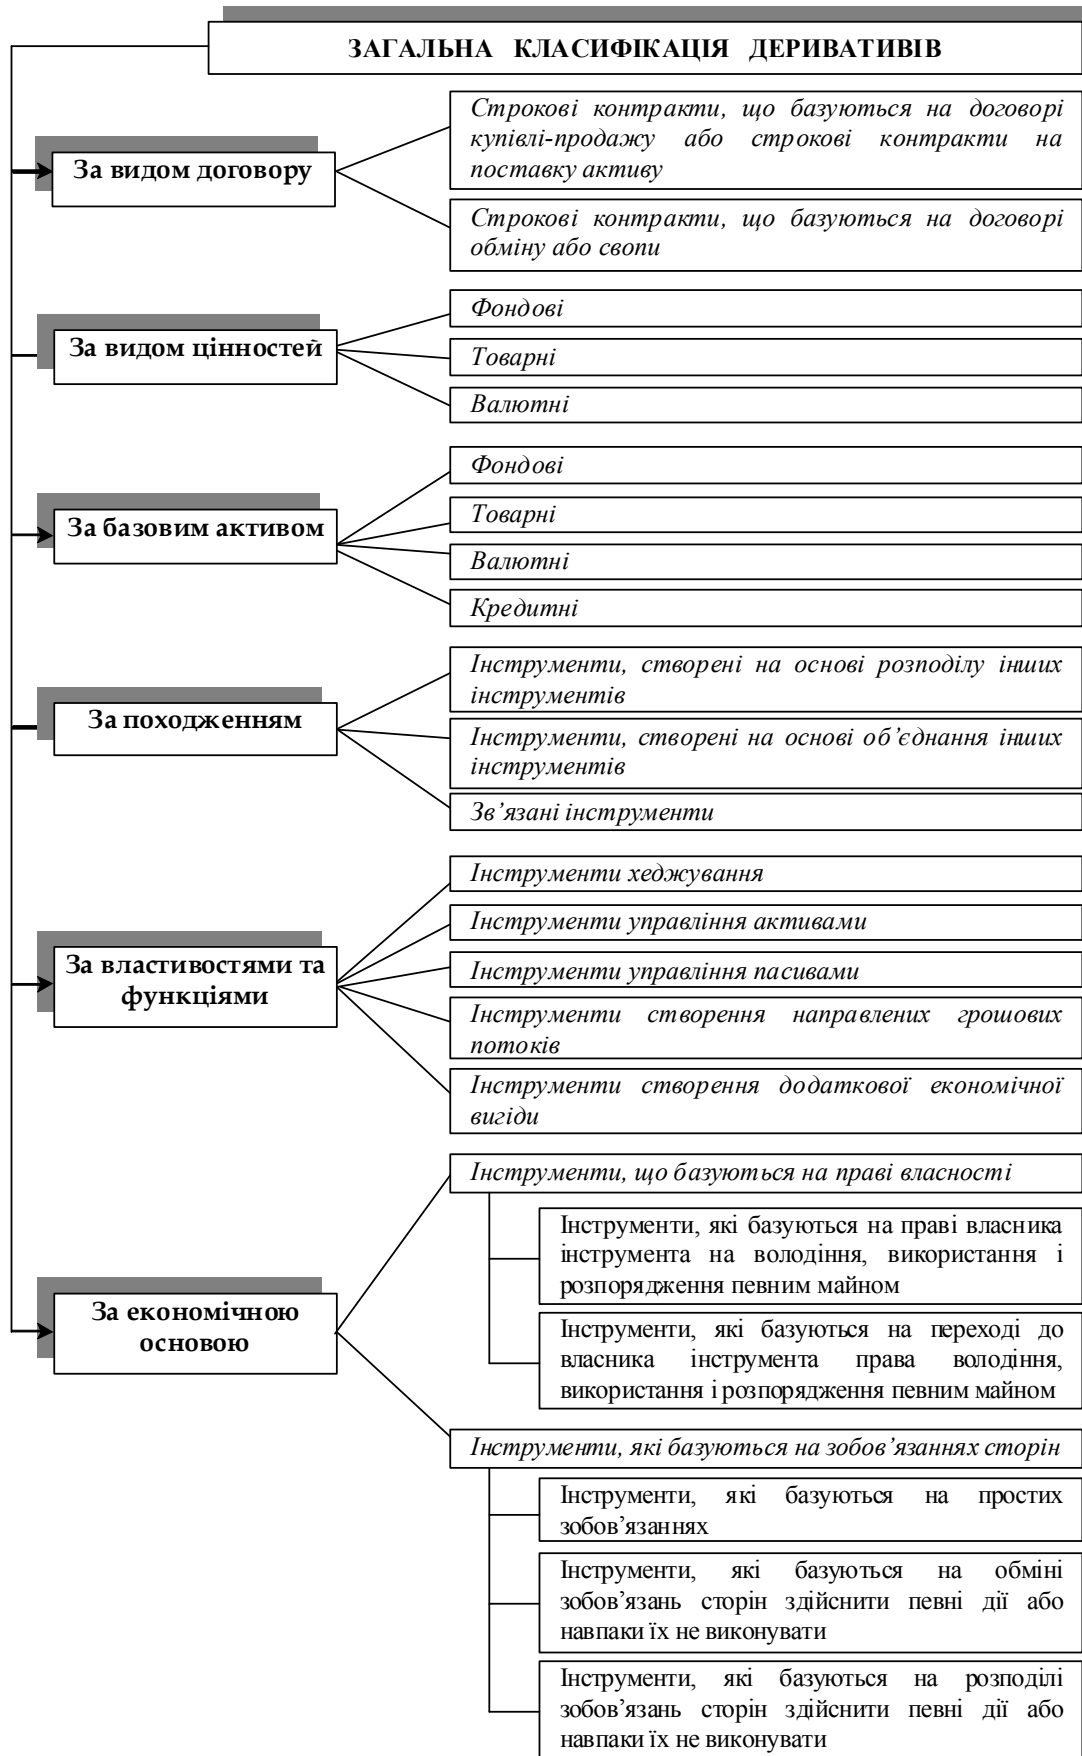 ЗАГАЛЬНА КЛАСИФІКАЦІЯ ДЕРИВАТИВІВ
За видом договору
Строкові контракти, що базуються на договорі
купівлі-продажу або строкові контракти на
поставку активу
Строкові контракти, що базуються на договорі
обміну або свопи
За видом цінностей
Фондові
Товарні
Валютні
За базовим активом
Фондові
Товарні
Валютні
Кредитні
За походженням
Інструменти, створені на основі розподілу інших
інструментів
Інструменти, створені на основі об’єднання інших
інструментів
Зв’язані інструменти
За властивостями та
функціями
Інструменти хеджування
Інструменти управління активами
Інструменти управління пасивами
Інструменти створення направлених грошових
потоків
Інструменти створення додаткової економічної
вигіди
За економічною
основою
Інструменти, що базуються на праві власності
Інструменти, які базуються на праві власника
інструмента на володіння, використання і
розпорядження певним майном
Інструменти, які базуються на переході до
власника інструмента права володіння,
використання і розпорядження певним майном
Інструменти, які базуються на зобов’язаннях сторін
Інструменти, які базуються на простих
зобов’язаннях
Інструменти, які базуються на обміні
зобов’язань сторін здійснити певні дії або
навпаки їх не виконувати
Інструменти, які базуються на розподілі
зобов’язань сторін здійснити певні дії або
навпаки їх не виконувати